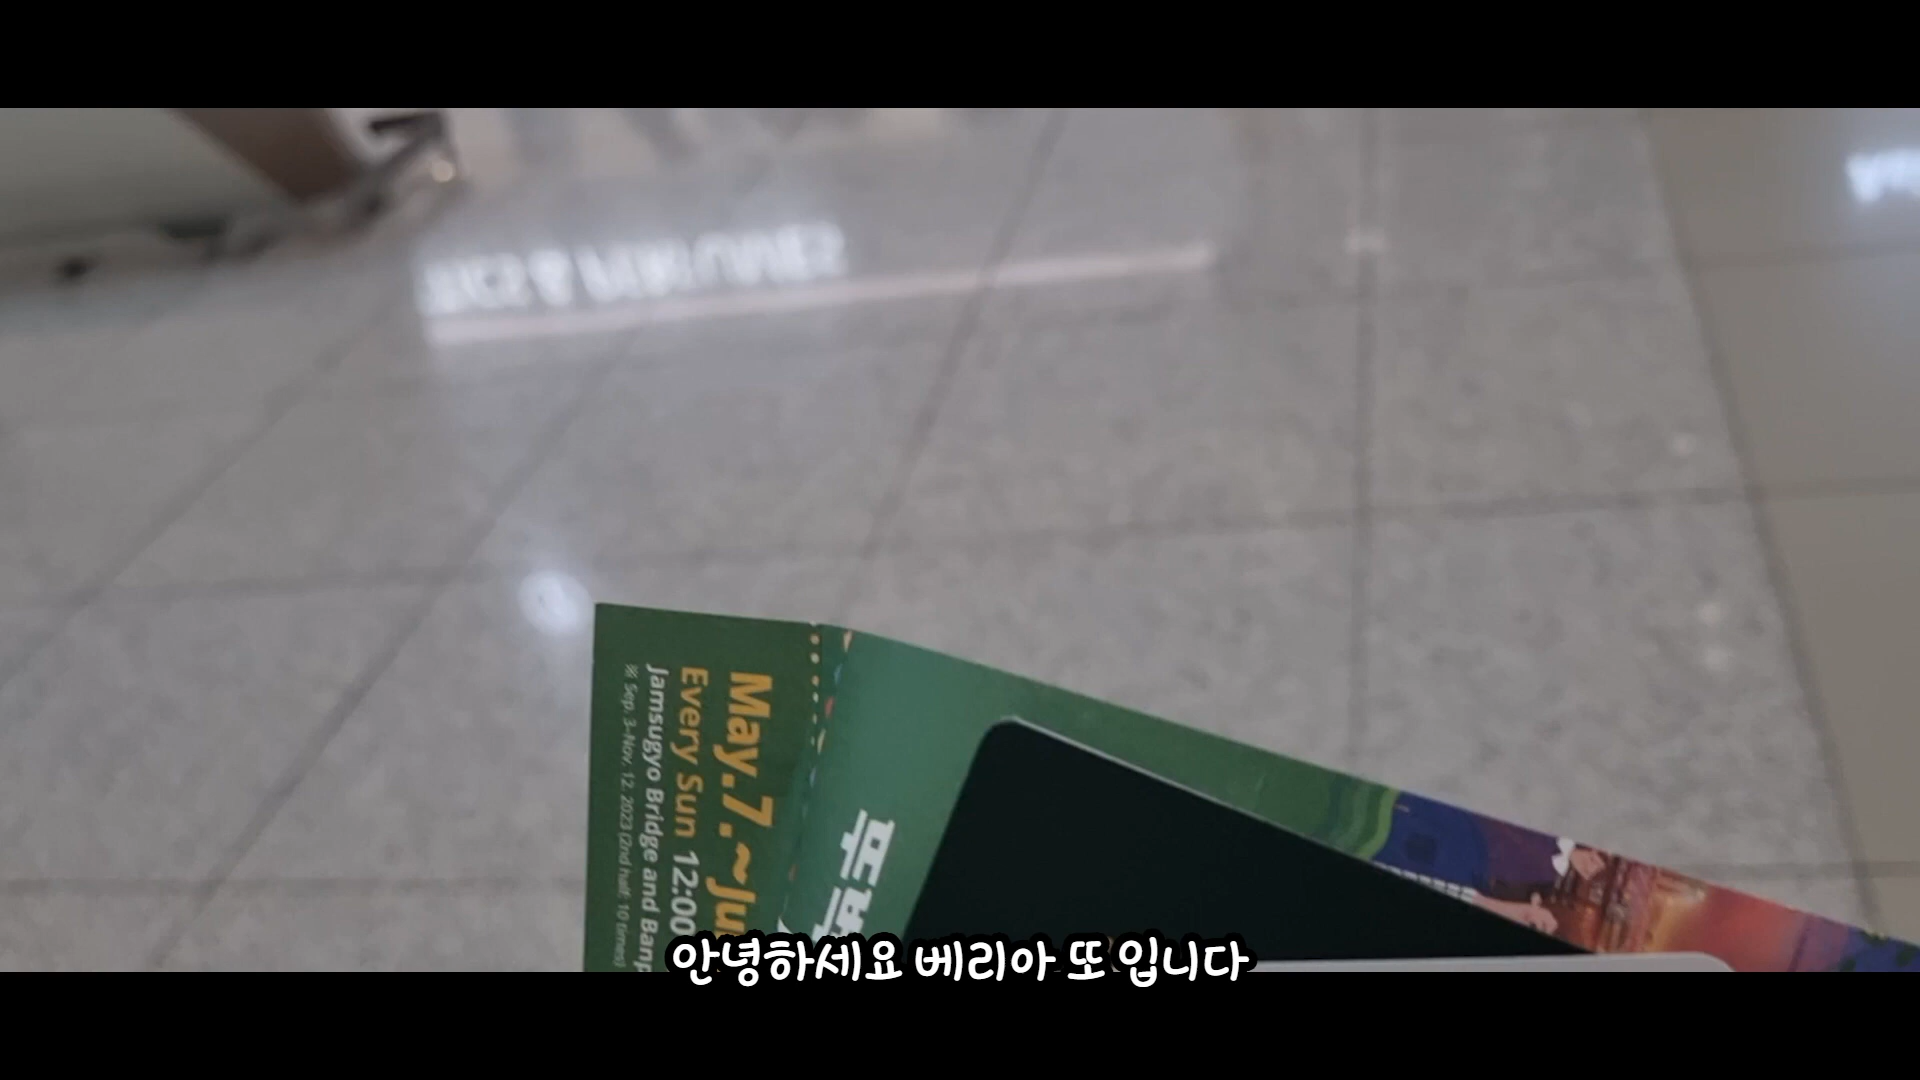 May.7.~Ju
Every Sun 12:00
Jamsugyo Bridge and Banp
※ Sep. 3-Nov. 12. 2023 (2nd half: 10 times)
안녕하세요 베리아 또 입니다